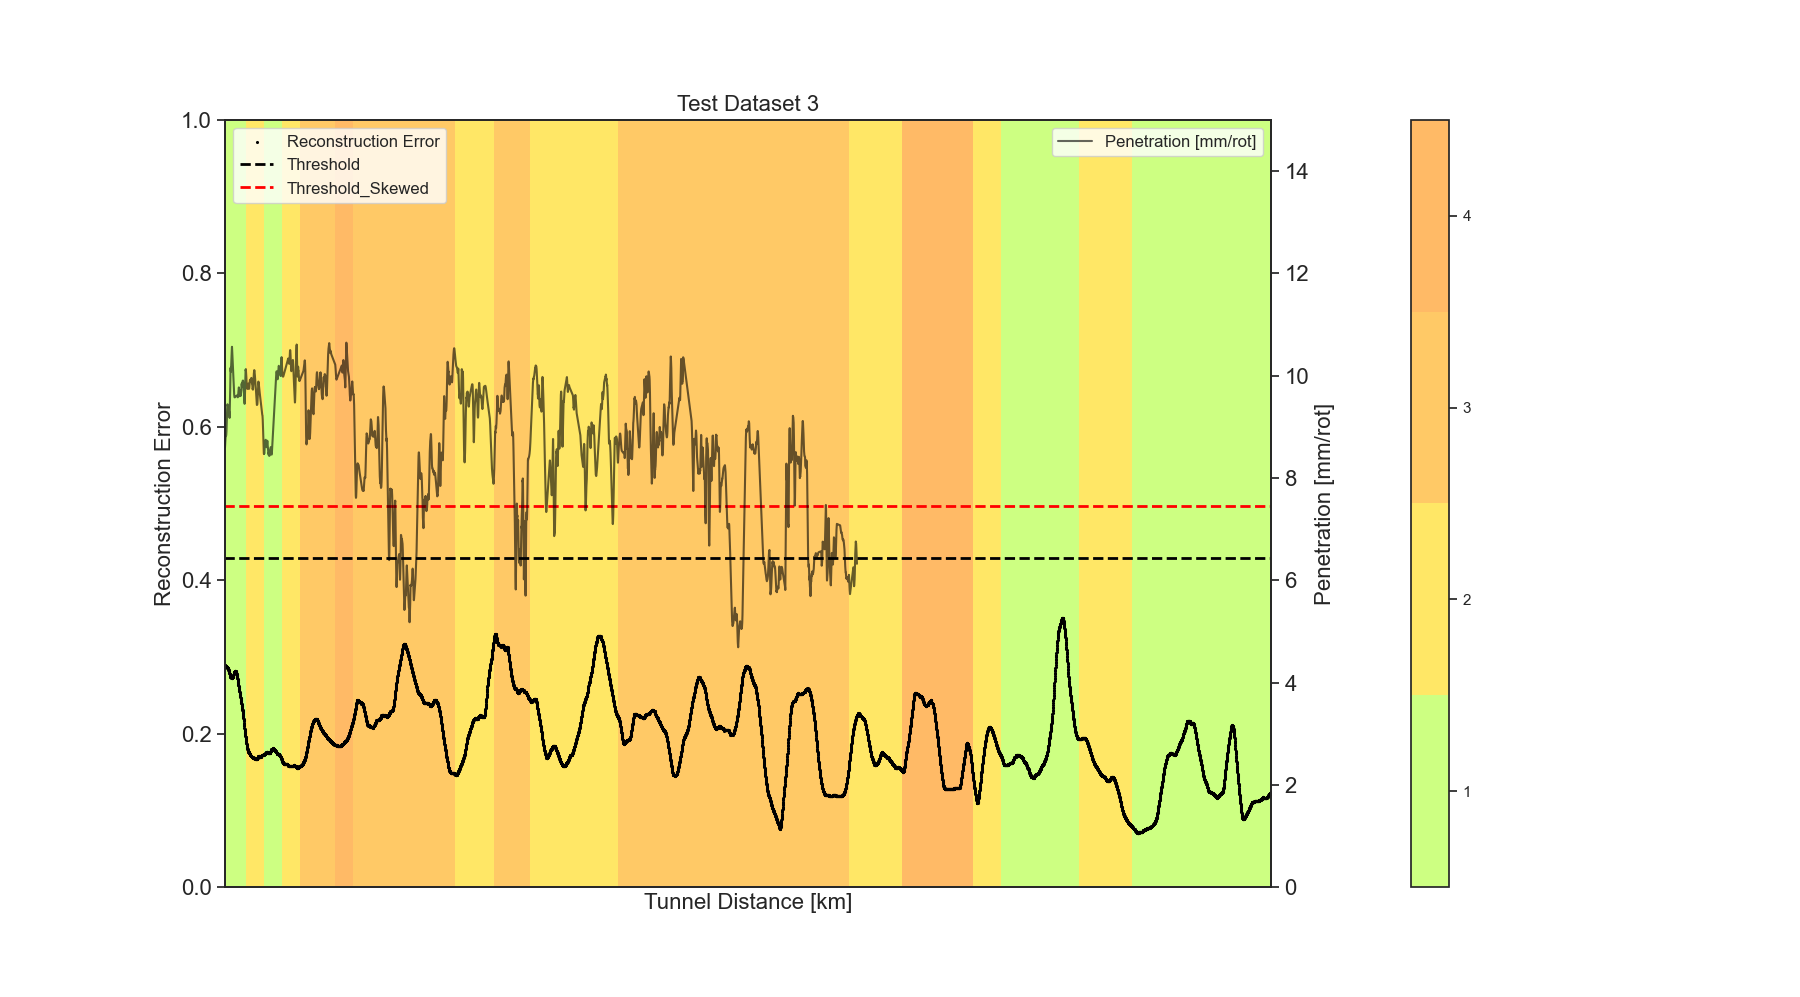 Test Dataset 3
1.0
0.8
0.6
0.4
0.2
0.0
Reconstruction Error
Reconstruction Error
Threshold
Threshold_Skewed
Penetration [mm/rot]
14
12
10
8
6
4
2
0
Penetration [mm/rot]
Tunnel Distance [km]
4
3
2
1